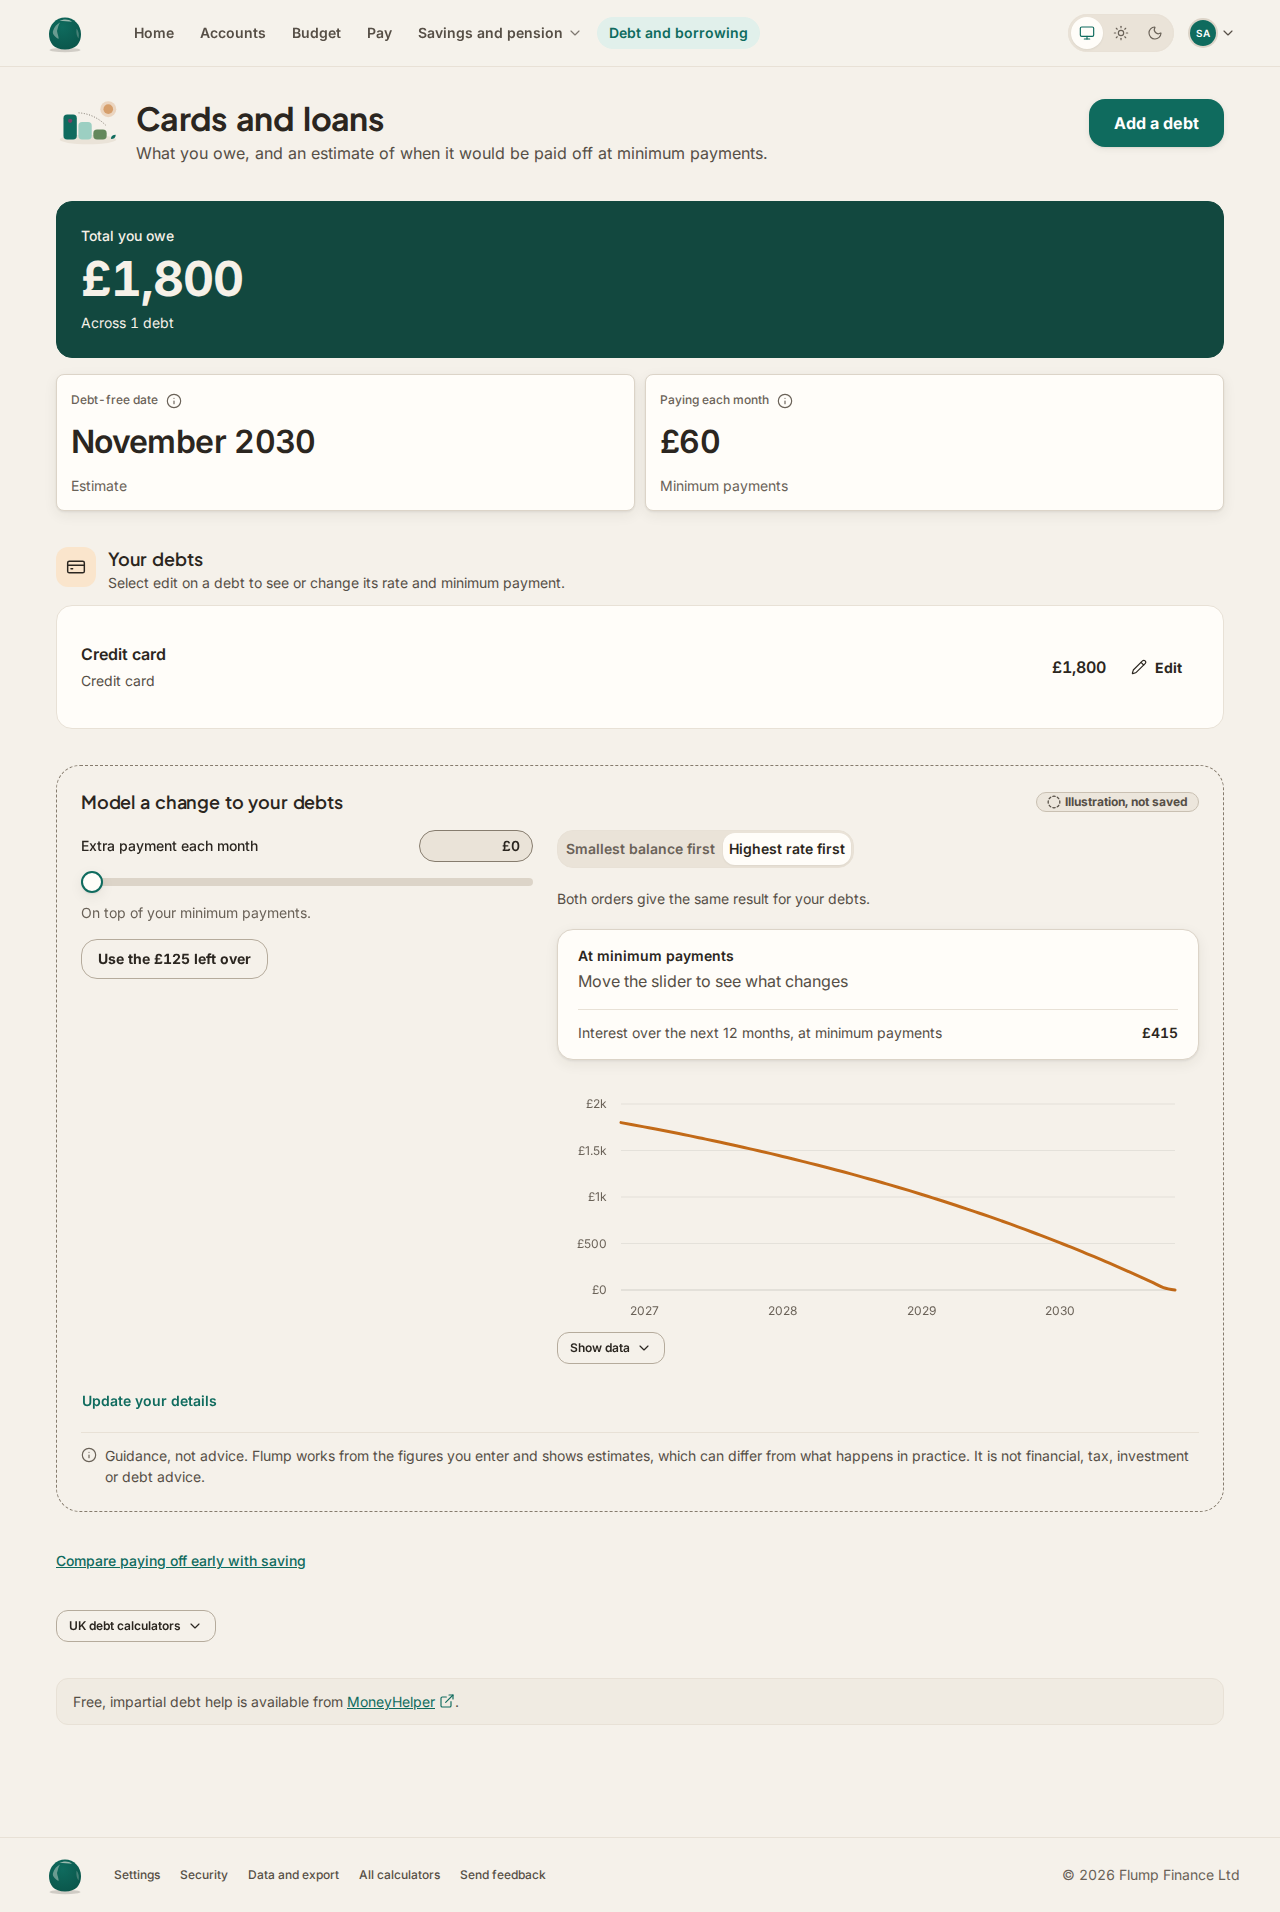 Home Accounts Budget Pay Savings and pension Debt and borrowing SA
Cards and loans
What you owe, and an estimate of when it would be paid off at minimum payments.
Add a debt
Total you owe
£1,800
Across 1 debt
Debt-free date
November 2030
Estimate
Paying each month
£60
Minimum payments
Your debts
Select edit on a debt to see or change its rate and minimum payment.
Credit card
Credit card
£1,800 Edit
Model a change to your debts
Illustration, not saved
Extra payment each month £0
On top of your minimum payments.
Use the £125 left over
Smallest balance first Highest rate first
Both orders give the same result for your debts.
At minimum payments
Move the slider to see what changes
Interest over the next 12 months, at minimum payments £415
£2k
£1.5k
£1k
£500
£0
2027 2028 2029 2030
Show data
Update your details
Guidance, not advice. Flump works from the figures you enter and shows estimates, which can differ from what happens in practice. It is not financial, tax, investment
or debt advice.
Compare paying off early with saving
UK debt calculators
Free, impartial debt help is available from MoneyHelper.
Settings Security Data and export All calculators Send feedback
© 2026 Flump Finance Ltd